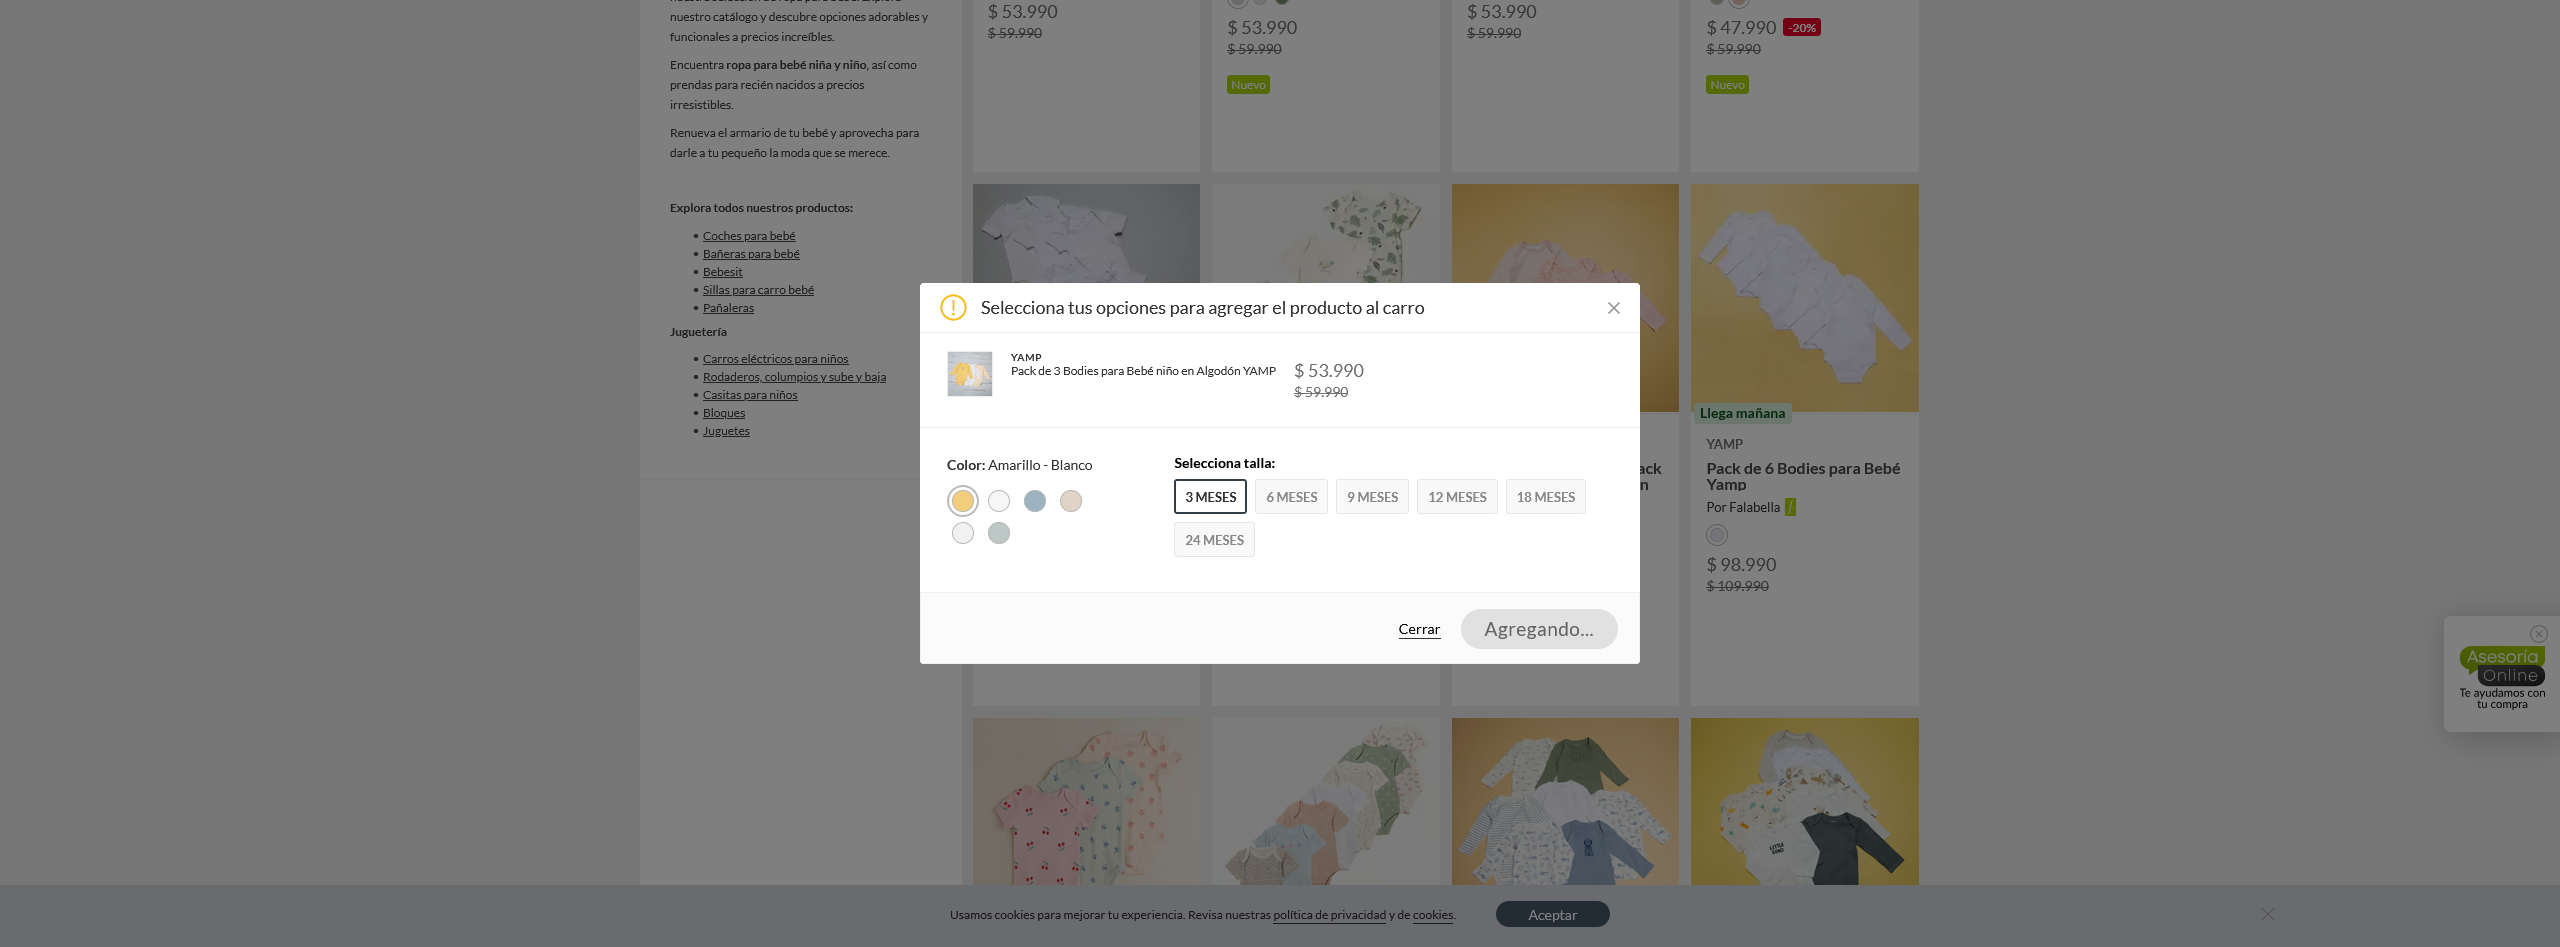 nuestro catálogo y descubre opciones adorables y
funcionales a precios increíbles.
Encuentra ropa para bebé niña y niño, así como
prendas para recién nacidos a precios
irresistibles.
Renueva el armario de tu bebé y aprovecha para
darle a tu pequeño la moda que se merece.
Explora todos nuestros productos:
• Coches para bebé
• Bañeras para bebé
• Bebesit
• Sillas para carro bebé
• Pañaleras
Juguetería
• Carros eléctricos para niños
• Rodaderos, columpios y sube y baja
• Casitas para niños
• Bloques
• Juguetes
$ 53.990
$ 59.990
$ 53.990
$ 59.990
Nuevo
$ 53.990
$ 59.990
$ 47.990 -20%
$ 59.990
Nuevo
Selecciona tus opciones para agregar el producto al carro
YAMP
Pack de 3 Bodies para Bebé niño en Algodón YAMP
$ 53.990
$ 59.990
Color: Amarillo - Blanco
Selecciona talla:
3 MESES 6 MESES 9 MESES 12 MESES 18 MESES
24 MESES
Cerrar
Agregando...
Llega mañana
YAMP
Pack de 6 Bodies para Bebé
Yamp
Por Falabella
$ 98.990
$ 109.990
Asesoría
Online
Te ayudamos con
tu compra
Usamos cookies para mejorar tu experiencia. Revisa nuestras política de privacidad y de cookies.
Aceptar